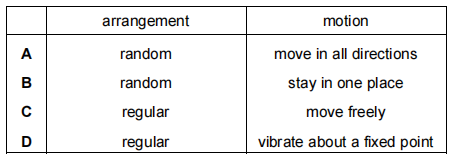 arrangement motion
A random move in all directions
B random stay in one place
C regular move freely
D regular vibrate about a fixed point